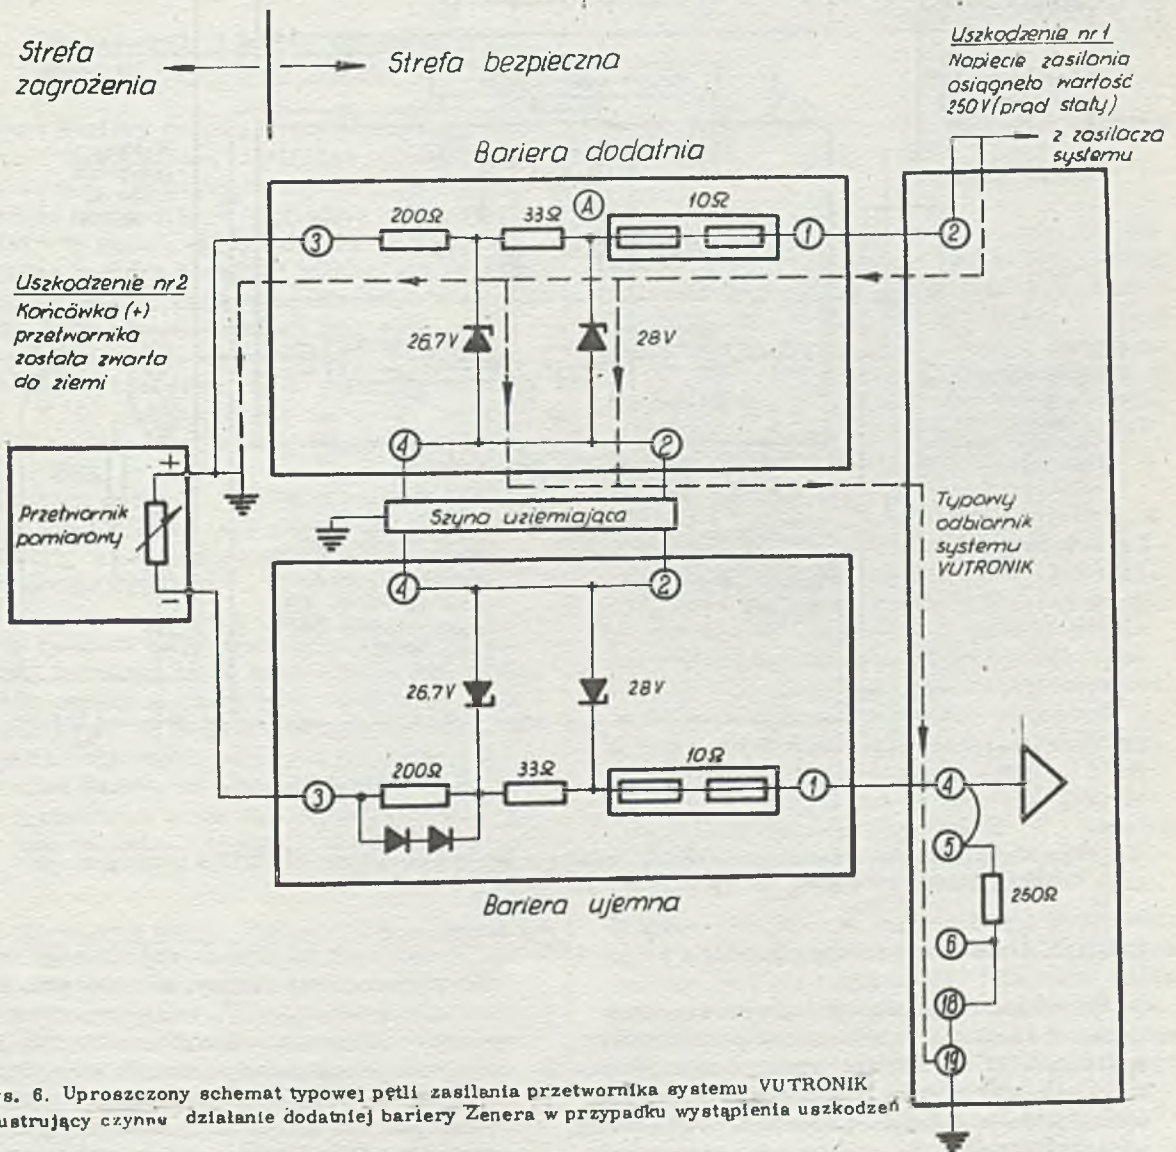 Strefa
zagrożenia
Strefa bezpieczna
Uszkodzenie nr 1
Napięcie zasilania
osiągnęło wartość
250 V (prąd stały)
z zasilacza
systemu
Bariera dodatnia
200Ω
33Ω
A
10Ω
3
1
2
Uszkodzenie nr 2
Końcówka (+)
przetwornika
została zwarta
do ziemi
26.7V
28V
4
2
+
Przetwornik
pomiarowy
−
Szyna uziemiająca
Typowy
odbiornik
systemu
VUTRONIK
4
2
26.7V
28V
200Ω
33Ω
10Ω
3
1
4
5
250Ω
6
18
19
Bariera ujemna
s. 6. Uproszczony schemat typowej pętli zasilania przetwornika systemu VUTRONIK
ustrujący czynne działanie dodatniej bariery Zenera w przypadku wystąpienia uszkodzeń